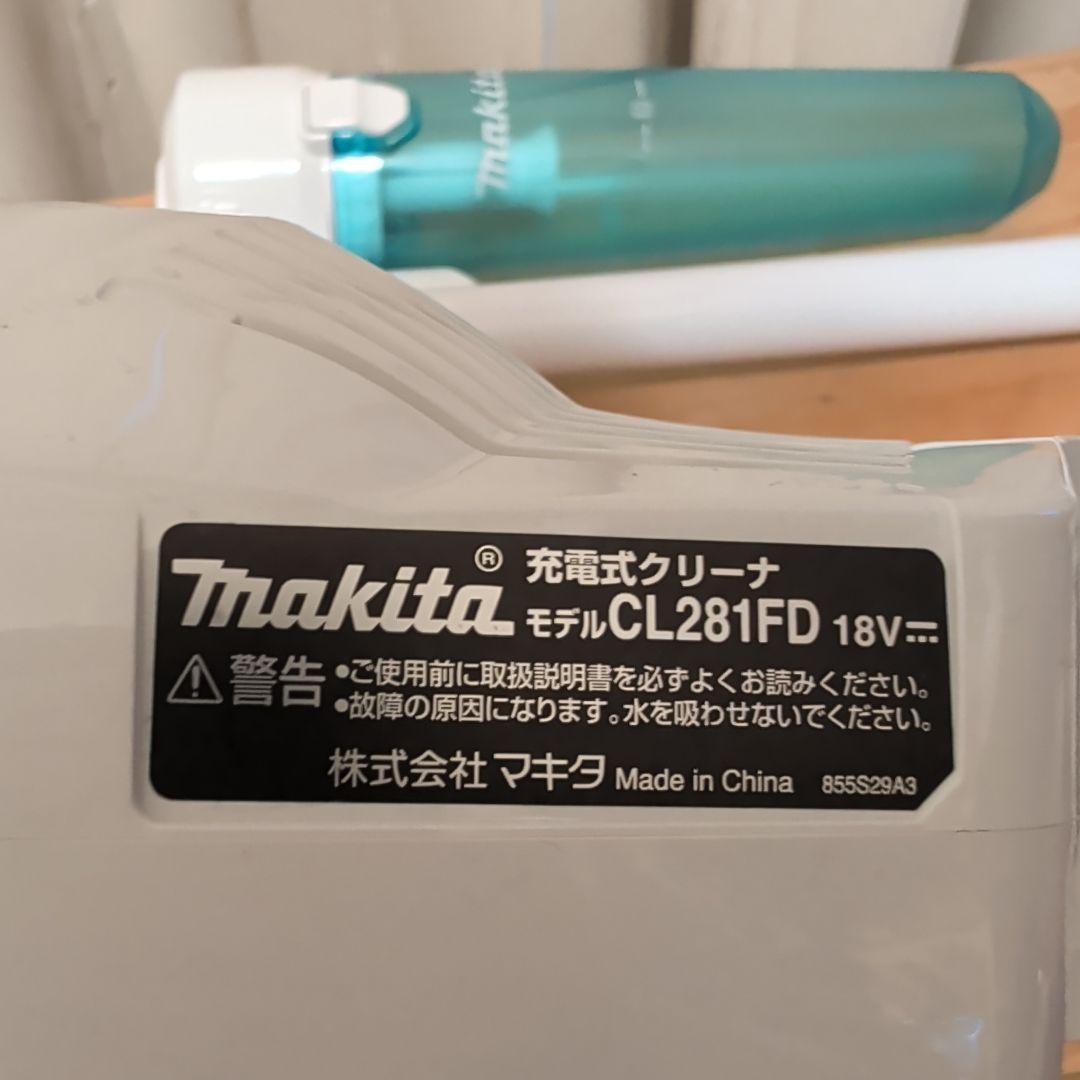 makita
makita® 充電式クリーナ
モデルCL281FD 18V⎓
警告 •ご使用前に取扱説明書を必ずよくお読みください。
•故障の原因になります。水を吸わせないでください。
株式会社マキタ Made in China 855S29A3